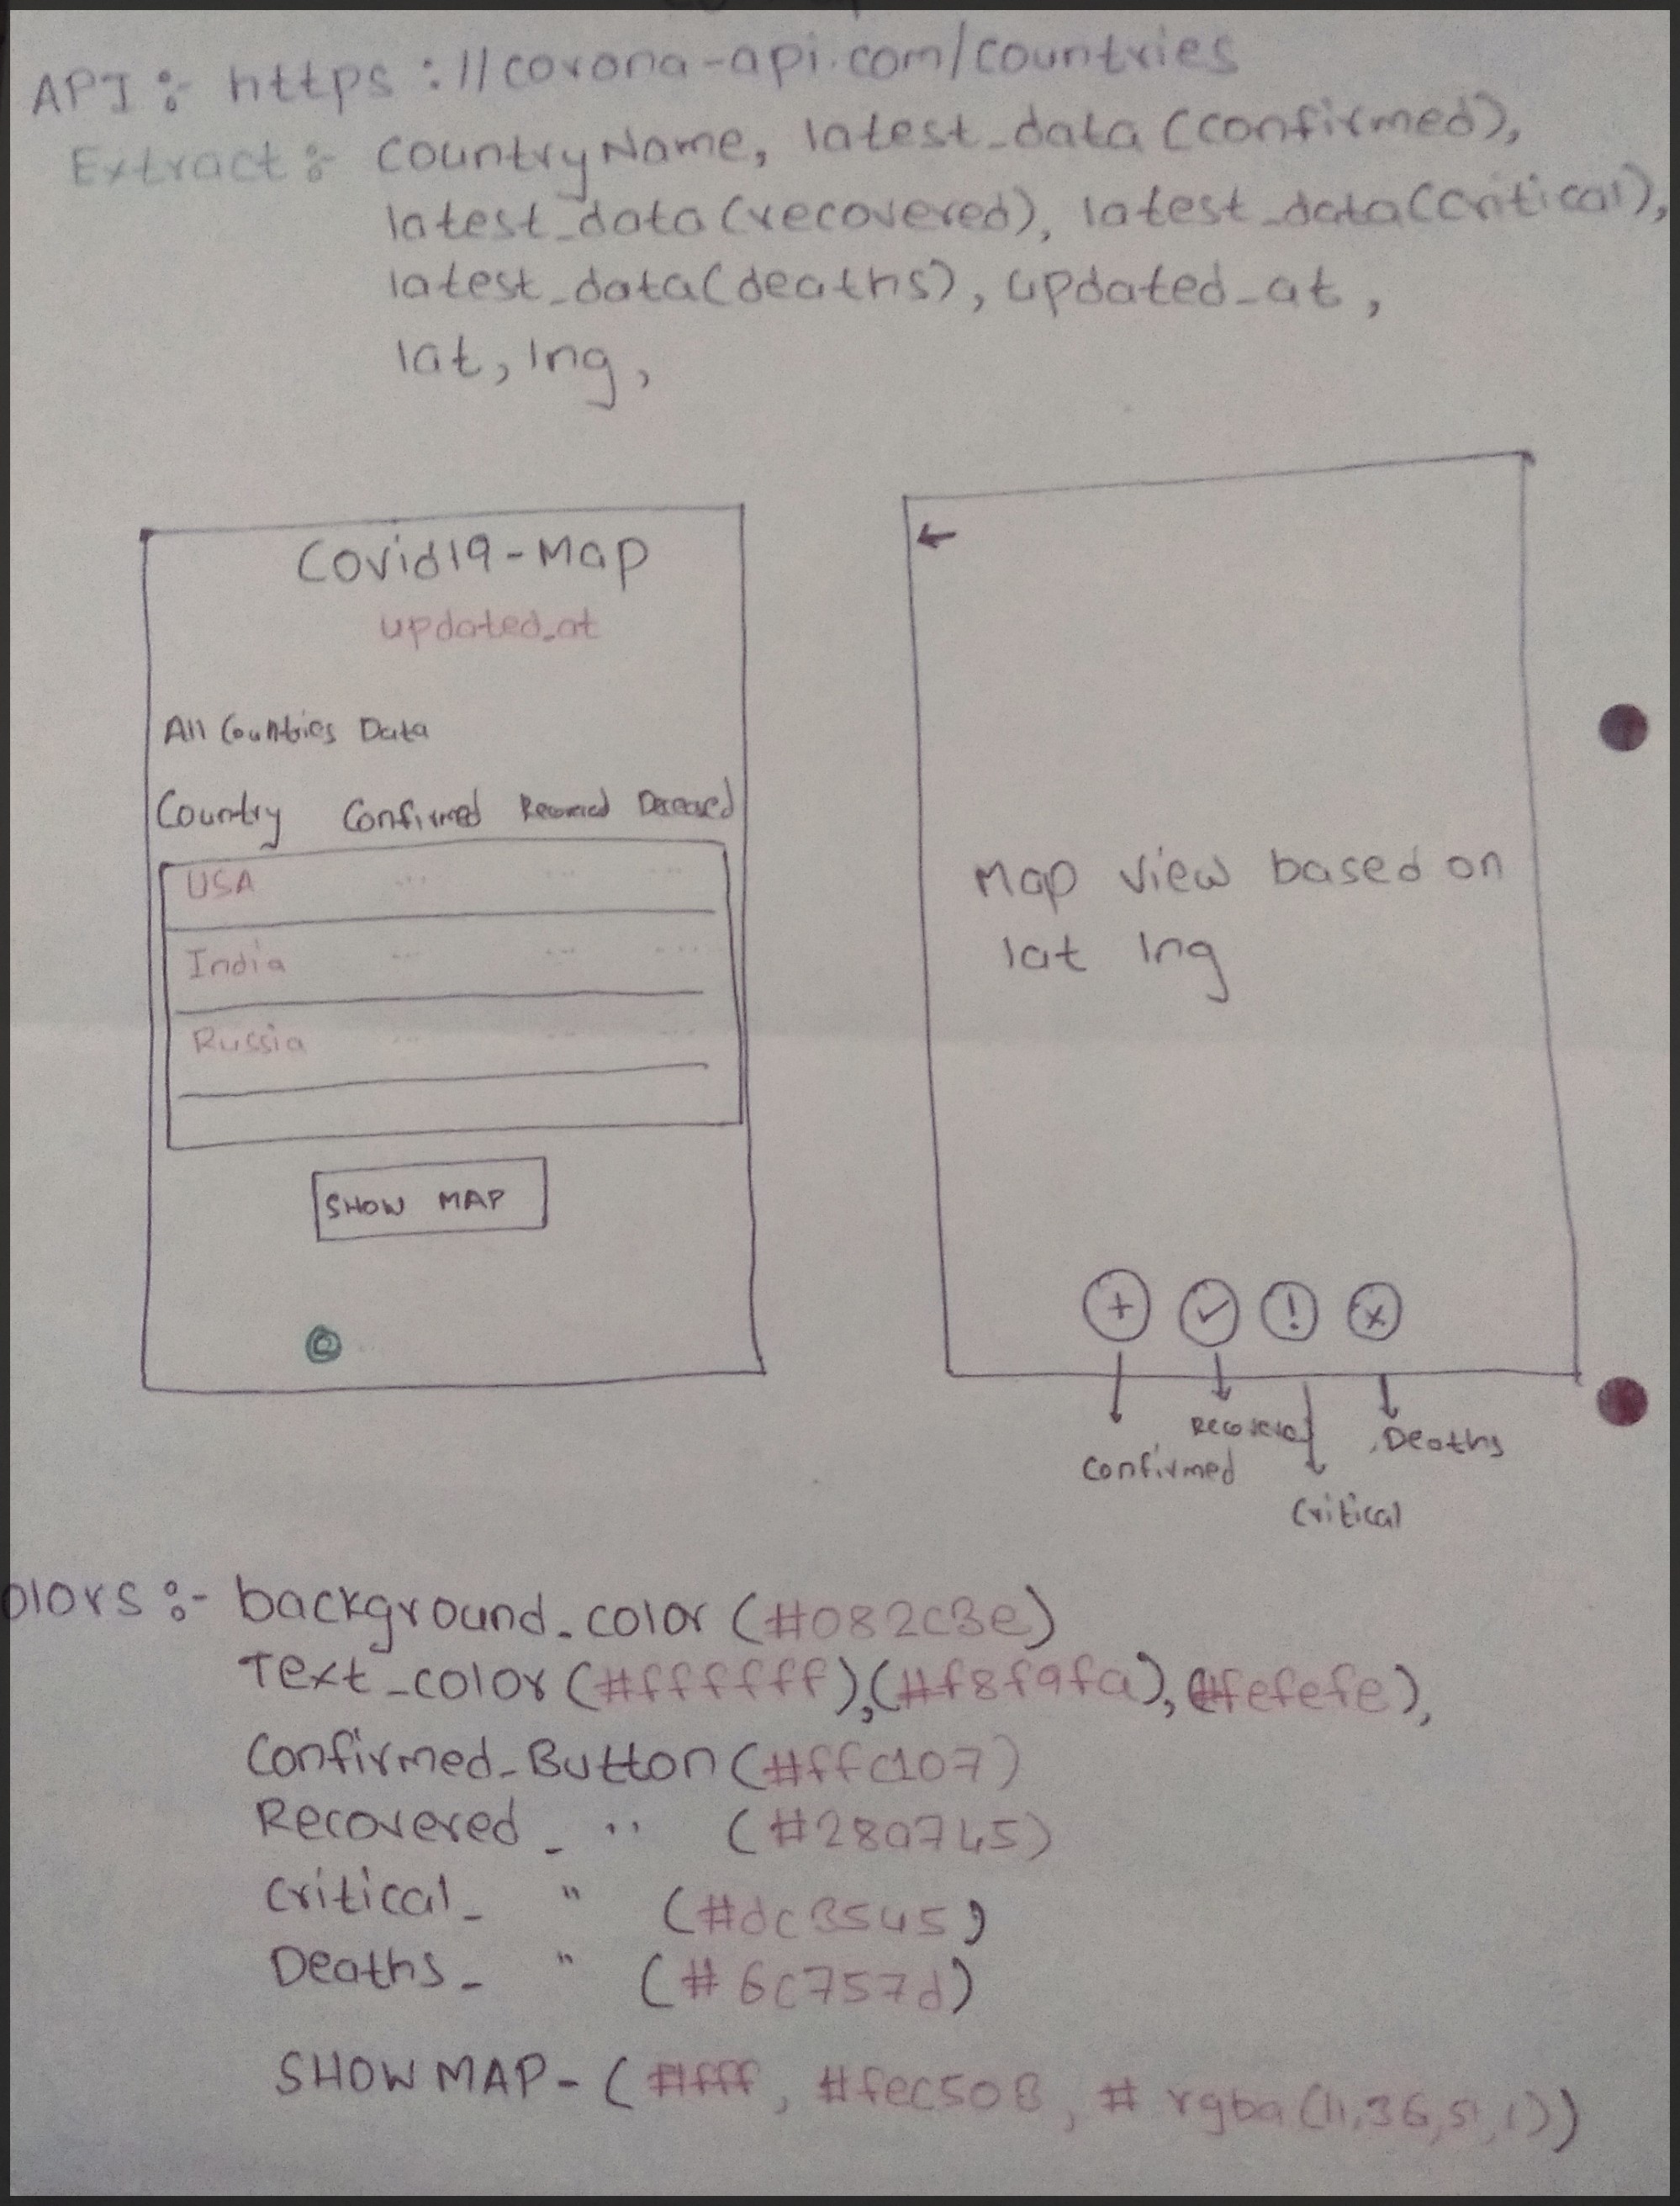 API :- https://corona-api.com/countries
Extract :- CountryName, latest_data (confirmed),
latest_data (recovered), latest_data (critical),
latest_data (deaths), updated_at,
lat, lng,
Covid19-Map
updated_at
All Countries Data
Country Confirmed Recovered Deceased
USA ... ... ...
India ... ... ....
Russia ... ... ...
SHOW MAP
←
Map view based on
lat lng
+ ✓ ! x
Recovered
Deaths
Confirmed
Critical
olors :- background_color (#082c3e)
Text_color (#ffffff), (#f8f9fa), (#fefefe),
Confirmed_Button (#ffc107)
Recovered_ " (#28a745)
Critical_ " (#dc3545)
Deaths_ " (#6c757d)
SHOW MAP - (#fff, #fec50B, # rgba(11,36,51,1))